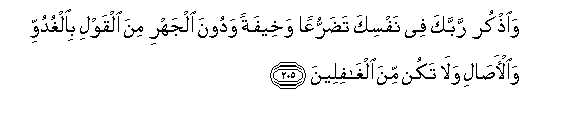 وَٱذْكُر رَّبَّكَ فِى نَفْسِكَ تَضَرُّعًا وَخِيفَةً وَدُونَ ٱلْجَهْرِ مِنَ ٱلْقَوْلِ بِٱلْغُدُوِّ
وَٱلْءَاصَالِ وَلَا تَكُن مِّنَ ٱلْغَـٰفِلِينَ ٢٠٥